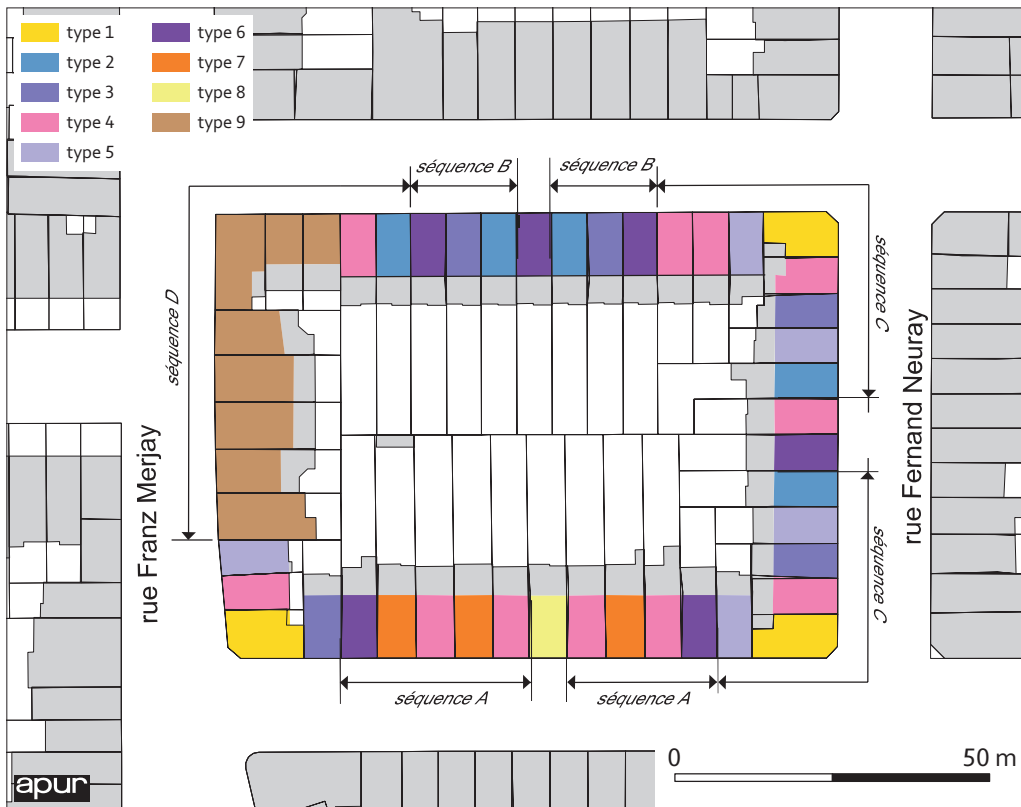 type 1
type 2
type 3
type 4
type 5
type 6
type 7
type 8
type 9
séquence B
séquence B
séquence D
séquence C
rue Franz Merjay
rue Fernand Neuray
séquence C
séquence A
séquence A
0
50 m
apur